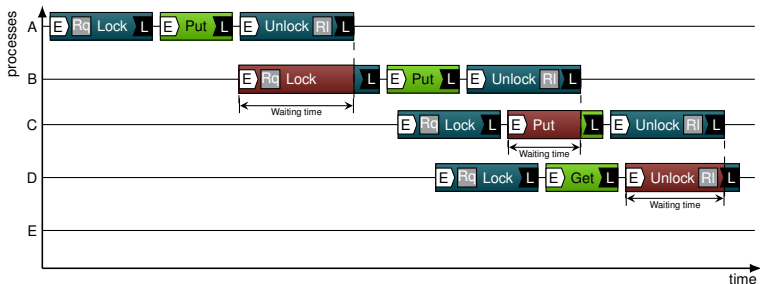 processes
A E Rq Lock L E Put L E Unlock Rl L
B E Rq Lock L E Put L E Unlock Rl L
Waiting time
C E Rq Lock L E Put L E Unlock Rl L
Waiting time
D E Rq Lock L E Get L E Unlock Rl L
Waiting time
E
time